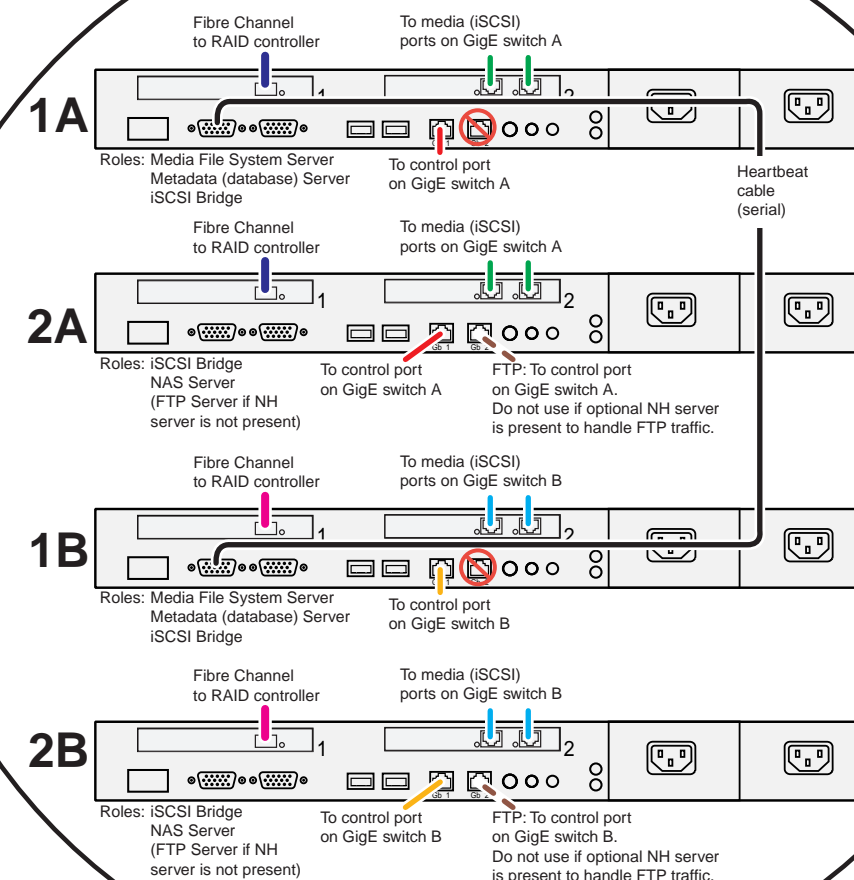 Fibre Channel
to RAID controller
To media (iSCSI)
ports on GigE switch A
1A
1
2
Roles: Media File System Server
Metadata (database) Server
iSCSI Bridge
To control port
on GigE switch A
Heartbeat
cable
(serial)
Fibre Channel
to RAID controller
To media (iSCSI)
ports on GigE switch A
2A
1
2
Gb 1
Gb 2
Roles: iSCSI Bridge
NAS Server
(FTP Server if NH
server is not present)
To control port
on GigE switch A
FTP: To control port
on GigE switch A.
Do not use if optional NH server
is present to handle FTP traffic.
Fibre Channel
to RAID controller
To media (iSCSI)
ports on GigE switch B
1B
1
2
Roles: Media File System Server
Metadata (database) Server
iSCSI Bridge
To control port
on GigE switch B
Fibre Channel
to RAID controller
To media (iSCSI)
ports on GigE switch B
2B
1
2
Gb 1
Gb 2
Roles: iSCSI Bridge
NAS Server
(FTP Server if NH
server is not present)
To control port
on GigE switch B
FTP: To control port
on GigE switch B.
Do not use if optional NH server
is present to handle FTP traffic.